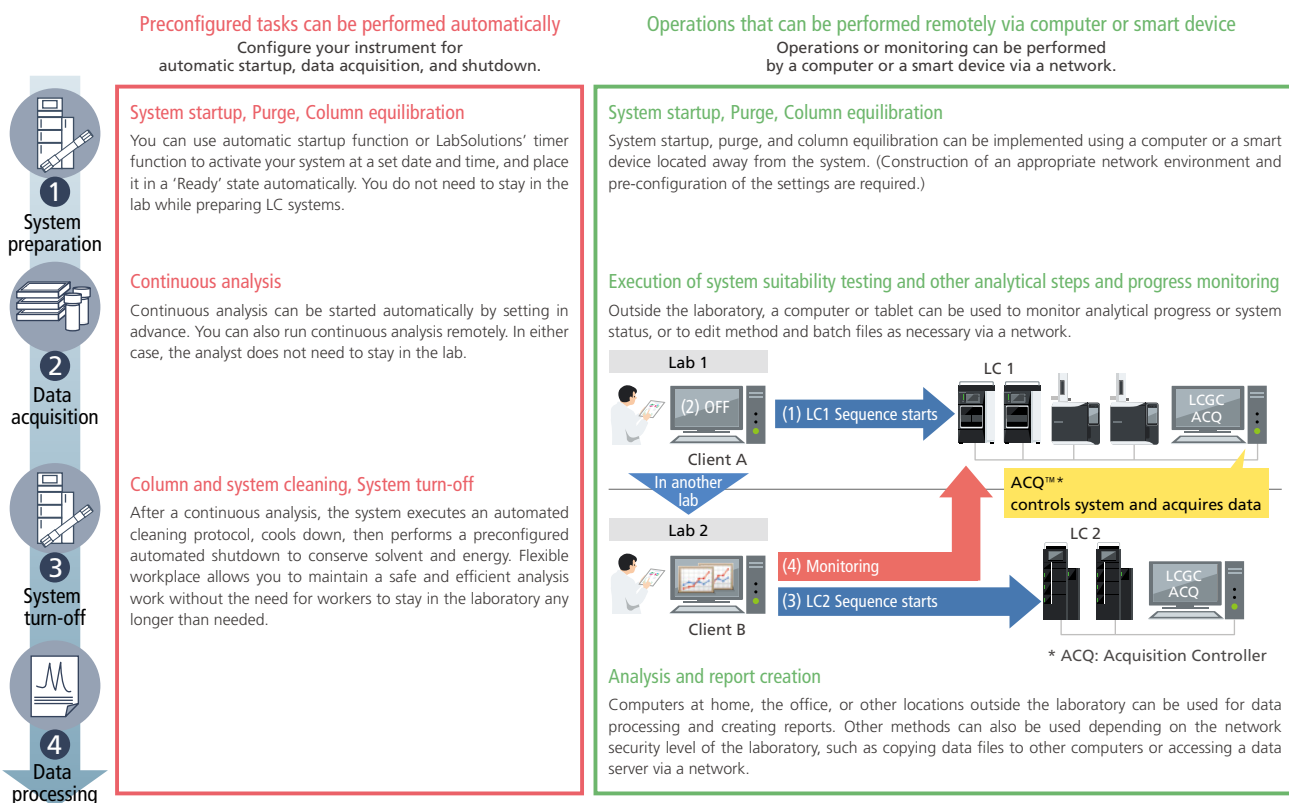 Preconfigured tasks can be performed automatically
Configure your instrument for
automatic startup, data acquisition, and shutdown.
Operations that can be performed remotely via computer or smart device
Operations or monitoring can be performed
by a computer or a smart device via a network.
1
System
preparation
2
Data
acquisition
3
System
turn-off
4
Data
processing
System startup, Purge, Column equilibration
You can use automatic startup function or LabSolutions’ timer
function to activate your system at a set date and time, and place
it in a ‘Ready’ state automatically. You do not need to stay in the
lab while preparing LC systems.
Continuous analysis
Continuous analysis can be started automatically by setting in
advance. You can also run continuous analysis remotely. In either
case, the analyst does not need to stay in the lab.
Column and system cleaning, System turn-off
After a continuous analysis, the system executes an automated
cleaning protocol, cools down, then performs a preconfigured
automated shutdown to conserve solvent and energy. Flexible
workplace allows you to maintain a safe and efficient analysis
work without the need for workers to stay in the laboratory any
longer than needed.
System startup, Purge, Column equilibration
System startup, purge, and column equilibration can be implemented using a computer or a smart
device located away from the system. (Construction of an appropriate network environment and
pre-configuration of the settings are required.)
Execution of system suitability testing and other analytical steps and progress monitoring
Outside the laboratory, a computer or tablet can be used to monitor analytical progress or system
status, or to edit method and batch files as necessary via a network.
Lab 1
(2) OFF
Client A
(1) LC1 Sequence starts
LC 1
LCGC
ACQ
In another
lab
ACQ™*
controls system and acquires data
Lab 2
Client B
(4) Monitoring
(3) LC2 Sequence starts
LC 2
LCGC
ACQ
* ACQ: Acquisition Controller
Analysis and report creation
Computers at home, the office, or other locations outside the laboratory can be used for data
processing and creating reports. Other methods can also be used depending on the network
security level of the laboratory, such as copying data files to other computers or accessing a data
server via a network.